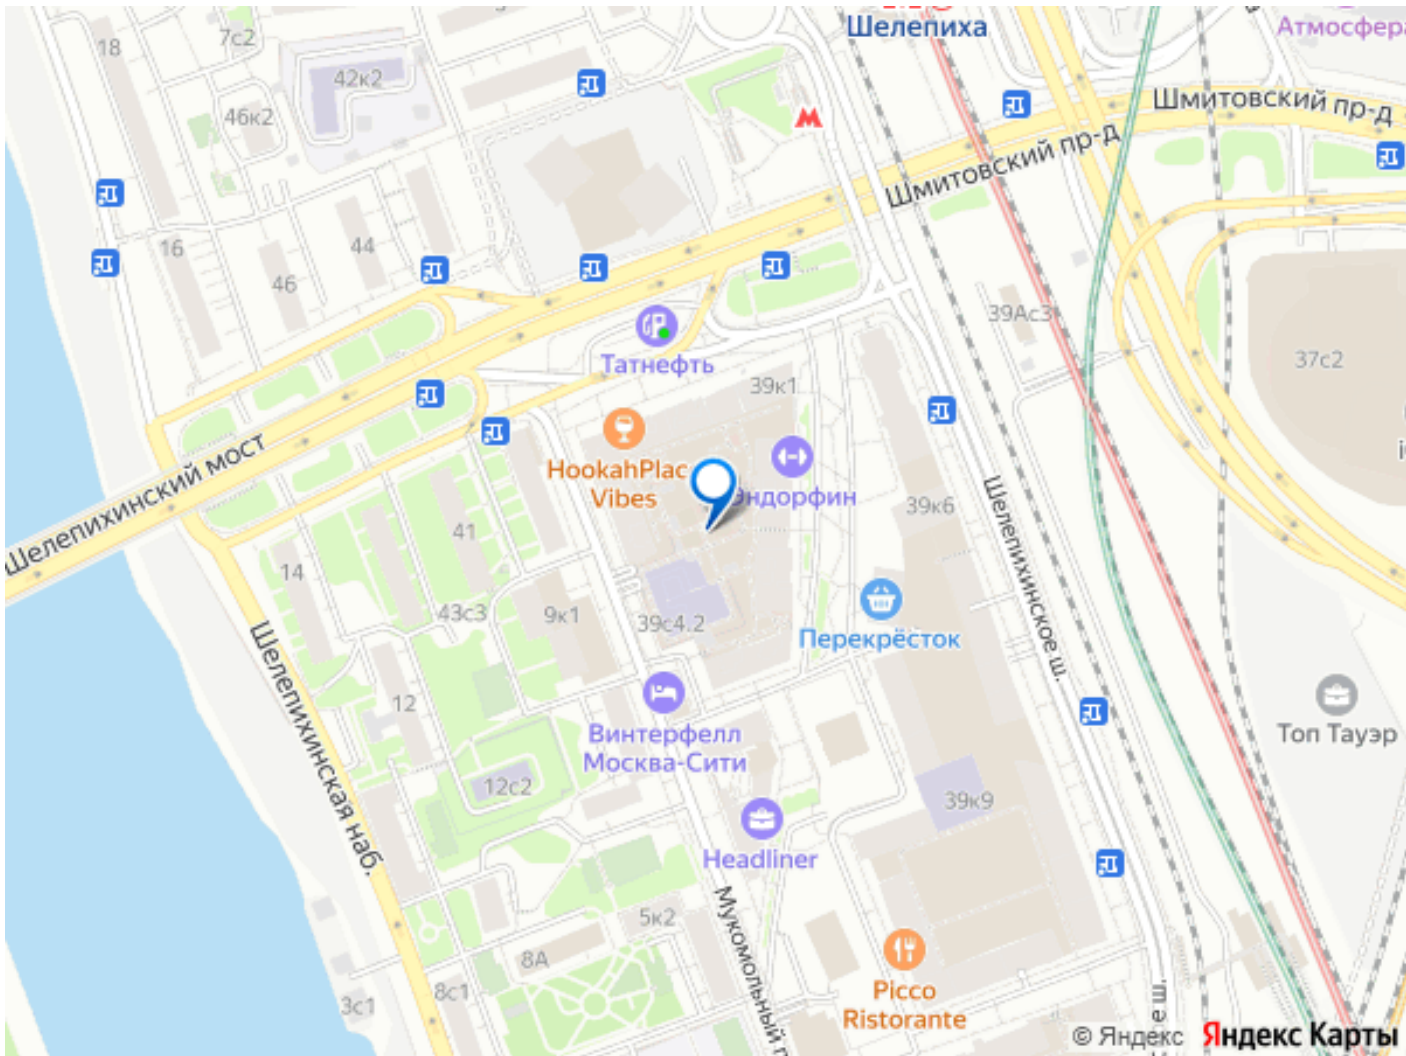 Шелепиха
Атмосфера
18
7с2
42к2
46к2
Шмитовский пр-д
Шмитовский пр-д
16
44
46
39Ас3
37с2
Татнефть
39к1
HookahPlac
Vibes
Эндорфин
Шелепихинский мост
41
39к6
Шелепихинское ш.
14
43с3
9к1
39с4.2
Перекрёсток
Шелепихинская наб.
12
Винтерфелл
Москва-Сити
Топ Тауэр
12с2
39к9
Headliner
5к2
Мукомольный п
8А
8с1
3с1
Picco
Ristorante
е ш.
© Яндекс Яндекс Карты